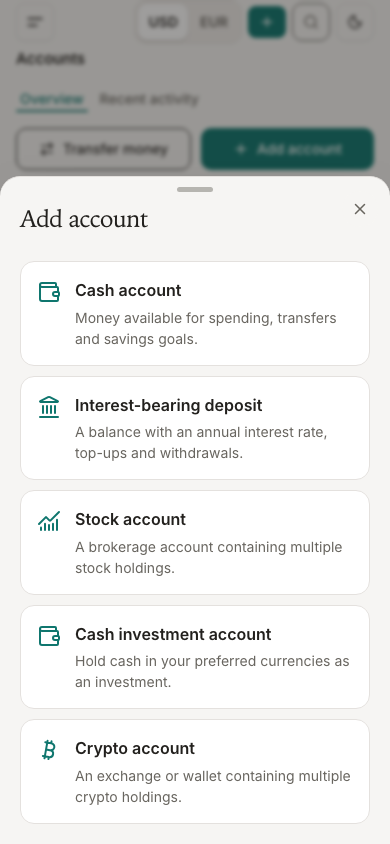 USD EUR
Accounts
Overview Recent activity
Transfer money + Add account
Add account
Cash account
Money available for spending, transfers
and savings goals.
Interest-bearing deposit
A balance with an annual interest rate,
top-ups and withdrawals.
Stock account
A brokerage account containing multiple
stock holdings.
Cash investment account
Hold cash in your preferred currencies as
an investment.
Crypto account
An exchange or wallet containing multiple
crypto holdings.